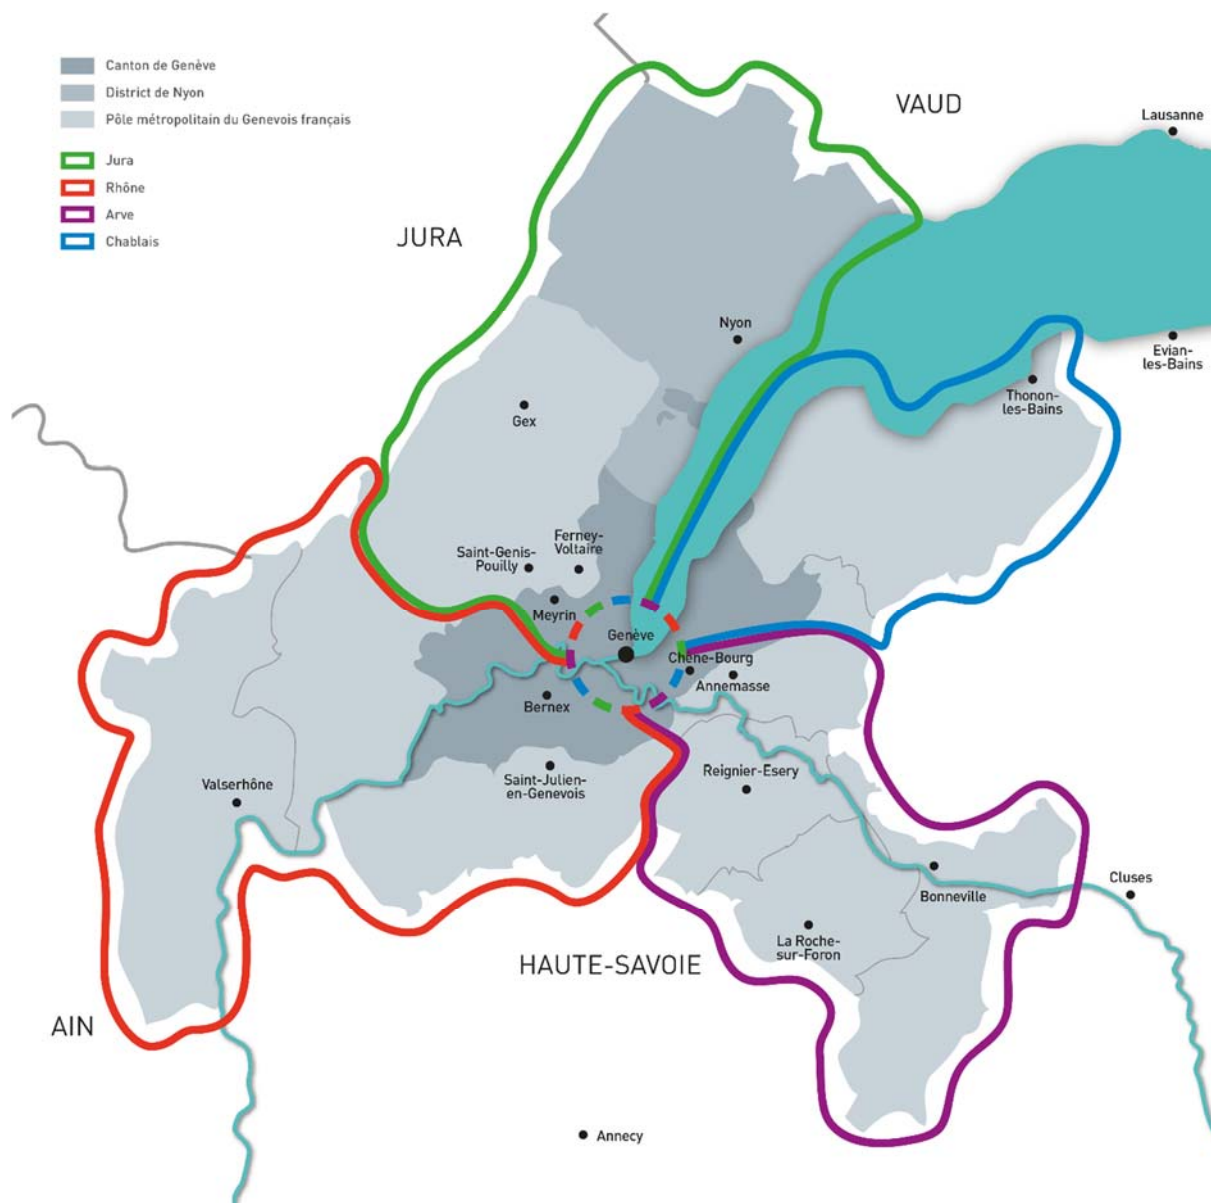 Canton de Genève
District de Nyon
Pôle métropolitain du Genevois français
Jura
Rhône
Arve
Chablais
VAUD
Lausanne
JURA
Nyon
Evian-
les-Bains
Thonon-
les-Bains
Gex
Ferney-
Voltaire
Saint-Genis-
Pouilly
Meyrin
Genève
Chêne-Bourg
Annemasse
Bernex
Saint-Julien-
en-Genevois
Reignier-Esery
Valserhône
Bonneville
Cluses
La Roche-
sur-Foron
HAUTE-SAVOIE
AIN
Annecy